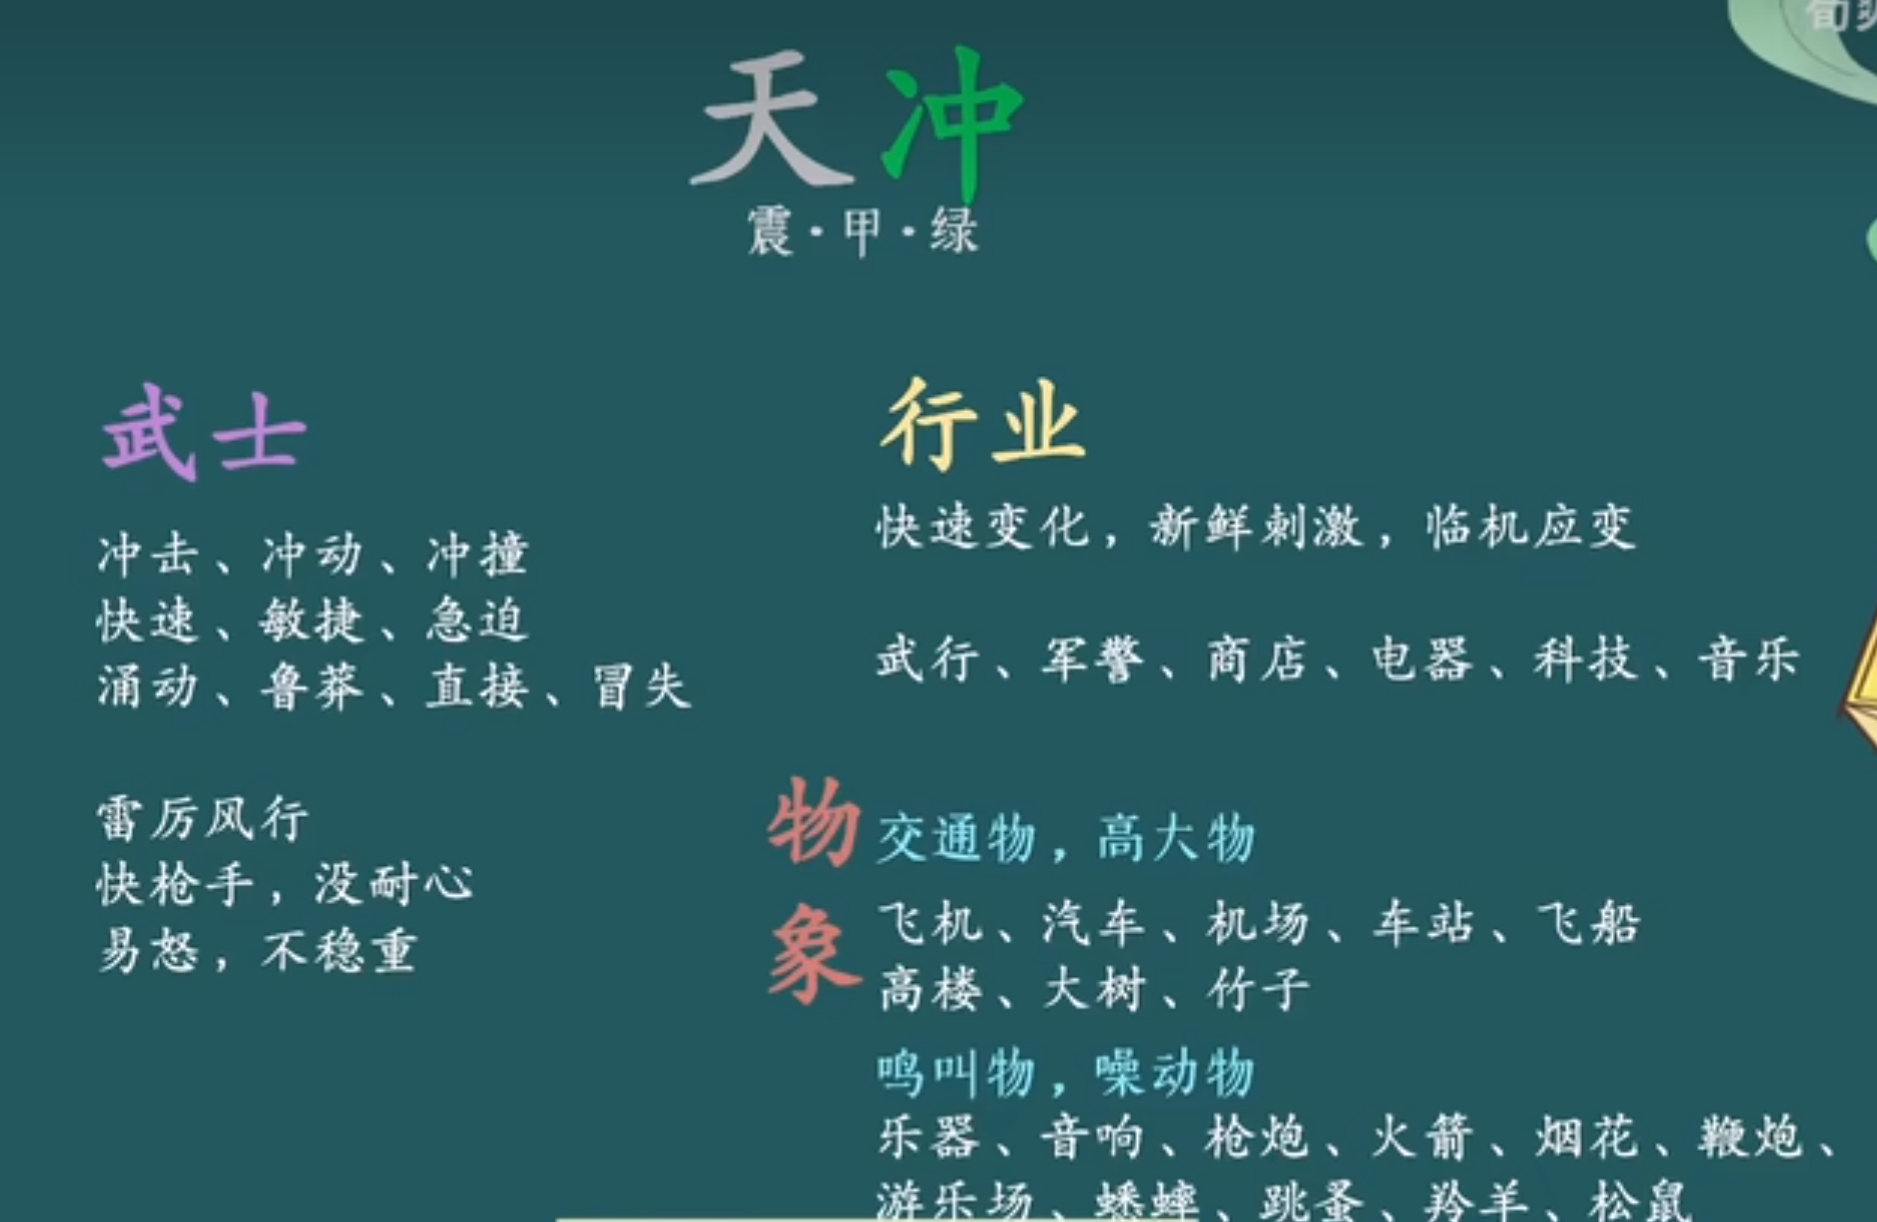 天冲
震·甲·绿
武士
冲击、冲动、冲撞
快速、敏捷、急迫
涌动、鲁莽、直接、冒失
雷厉风行
快枪手，没耐心
易怒，不稳重
行业
快速变化，新鲜刺激，临机应变
武行、军警、商店、电器、科技、音乐
物象
交通物，高大物
飞机、汽车、机场、车站、飞船
高楼、大树、竹子
鸣叫物，噪动物
乐器、音响、枪炮、火箭、烟花、鞭炮、
游乐场、蟋蟀、跳蚤、羚羊、松鼠